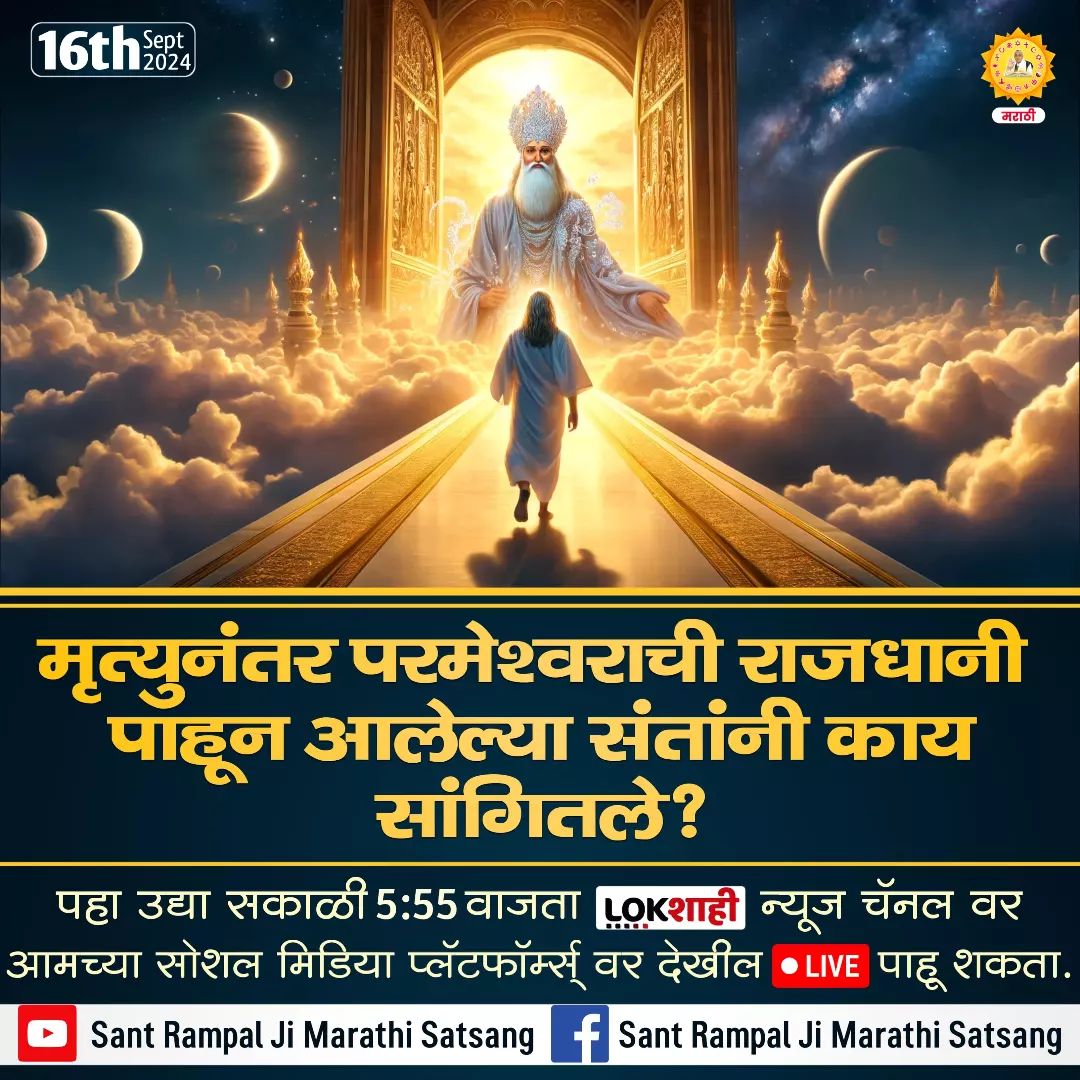 16th Sept 2024
मराठी
मृत्युनंतर परमेश्वराची राजधानी
पाहून आलेल्या संतांनी काय
सांगितले?
पहा उद्या सकाळी 5:55 वाजता LOKशाही न्यूज चॅनल वर
आमच्या सोशल मिडिया प्लॅटफॉर्म्स् वर देखील LIVE पाहू शकता.
Sant Rampal Ji Marathi Satsang Sant Rampal Ji Marathi Satsang